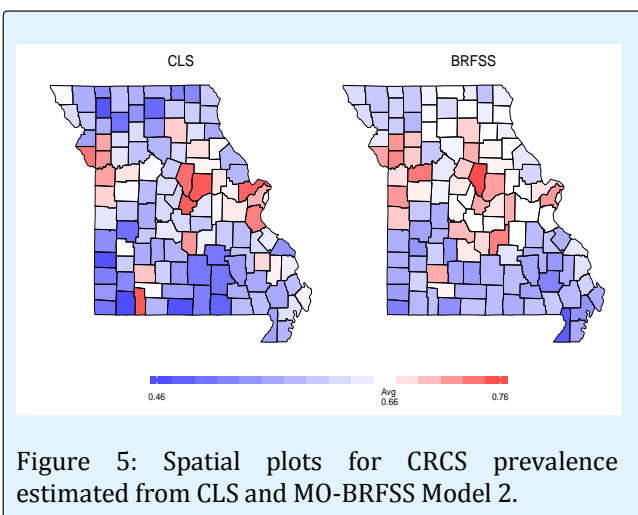 CLS BRFSS
0.46 Avg 0.66 0.76
Figure 5: Spatial plots for CRCS prevalence
estimated from CLS and MO-BRFSS Model 2.